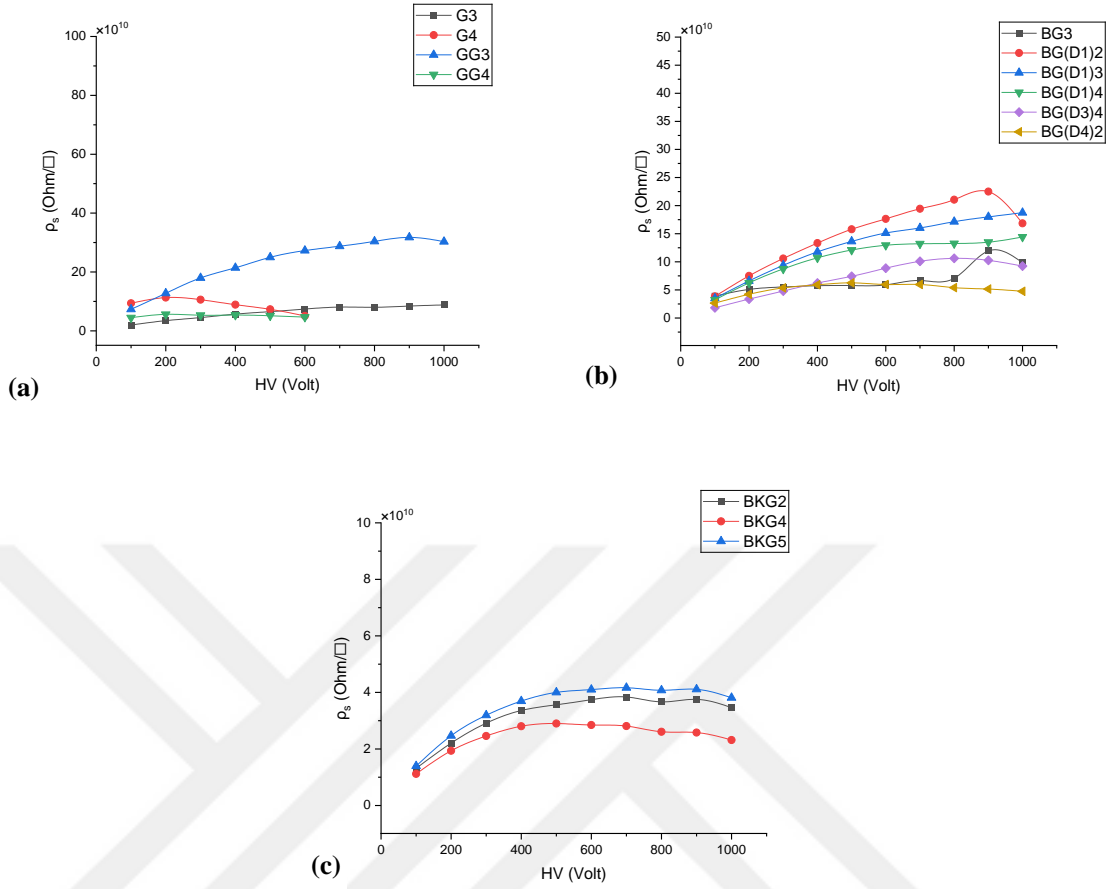 ×10¹⁰
G3
G4
GG3
GG4
100
80
60
40
20
0
ρₛ (Ohm/□)
0 200 400 600 800 1000
HV (Volt)
(a)
×10¹⁰
BG3
BG(D1)2
BG(D1)3
BG(D1)4
BG(D3)4
BG(D4)2
50
45
40
35
30
25
20
15
10
5
0
ρₛ (Ohm/□)
0 200 400 600 800 1000
HV (Volt)
(b)
×10¹⁰
BKG2
BKG4
BKG5
10
8
6
4
2
0
ρₛ (Ohm/□)
0 200 400 600 800 1000
HV (Volt)
(c)